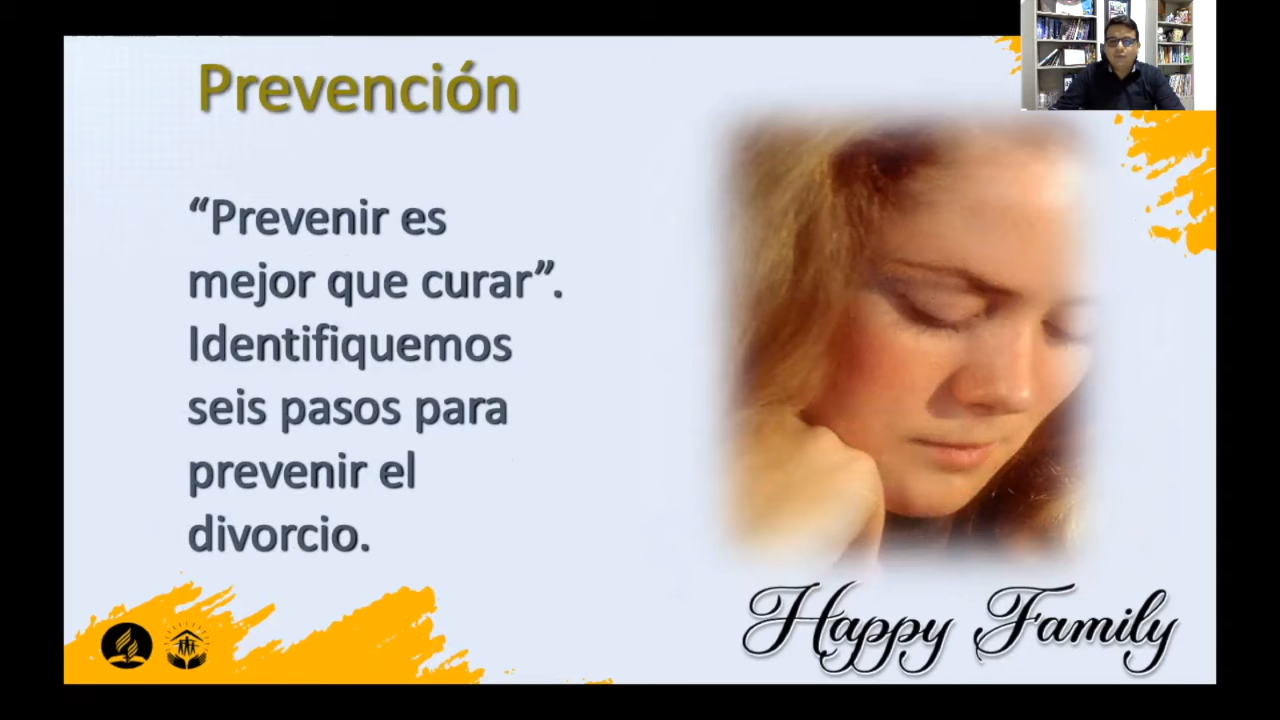 Prevención
“Prevenir es
mejor que curar”.
Identifiquemos
seis pasos para
prevenir el
divorcio.
Happy Family